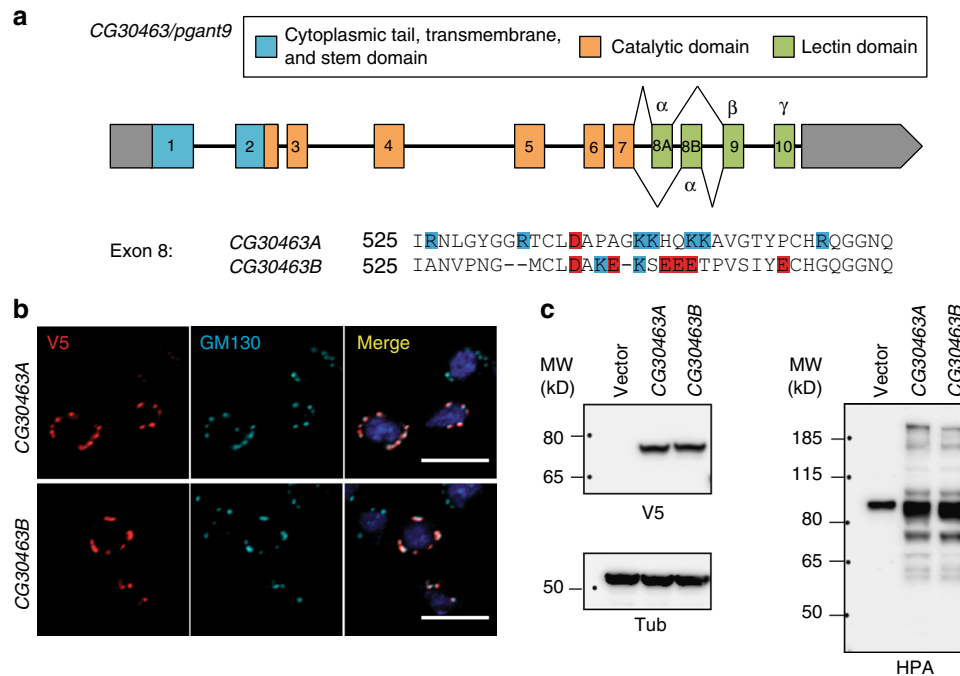 a
CG30463/pgant9
Cytoplasmic tail, transmembrane, and stem domain
Catalytic domain
Lectin domain
α β γ
1 2 3 4 5 6 7 8A 8B 9 10
α
Exon 8:
CG30463A 525 IRNLGYGGRTCLDAPAGKKHQKKAVGTYPCHRQGGNQ
CG30463B 525 IANVPNG--MCLDAKE-KSEEETPVSIYECHGQGGNQ
b
V5 GM130 Merge
CG30463A
CG30463B
c
MW (kD)
Vector CG30463A CG30463B
80
65
V5
50
Tub
MW (kD)
Vector CG30463A CG30463B
185
115
80
65
50
HPA